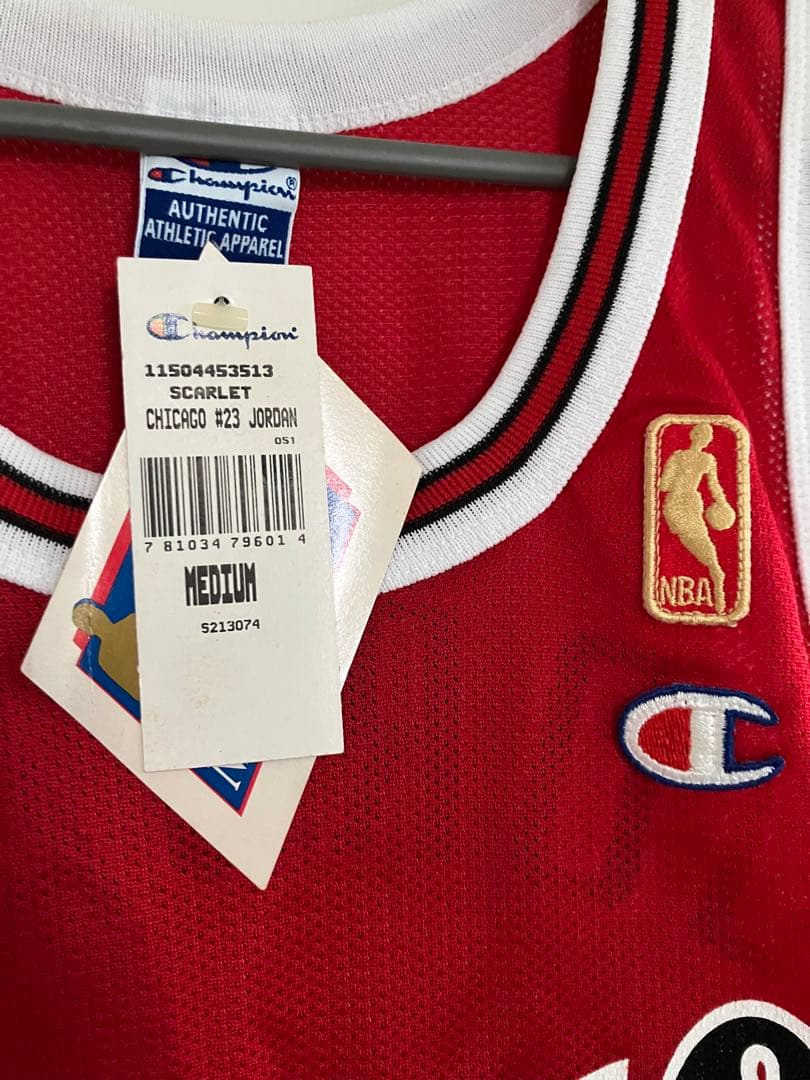 Champion®
AUTHENTIC
ATHLETIC APPAREL
Champion
11504453513
SCARLET
CHICAGO #23 JORDAN
051
7 81034 79601 4
MEDIUM
S213074
NBA